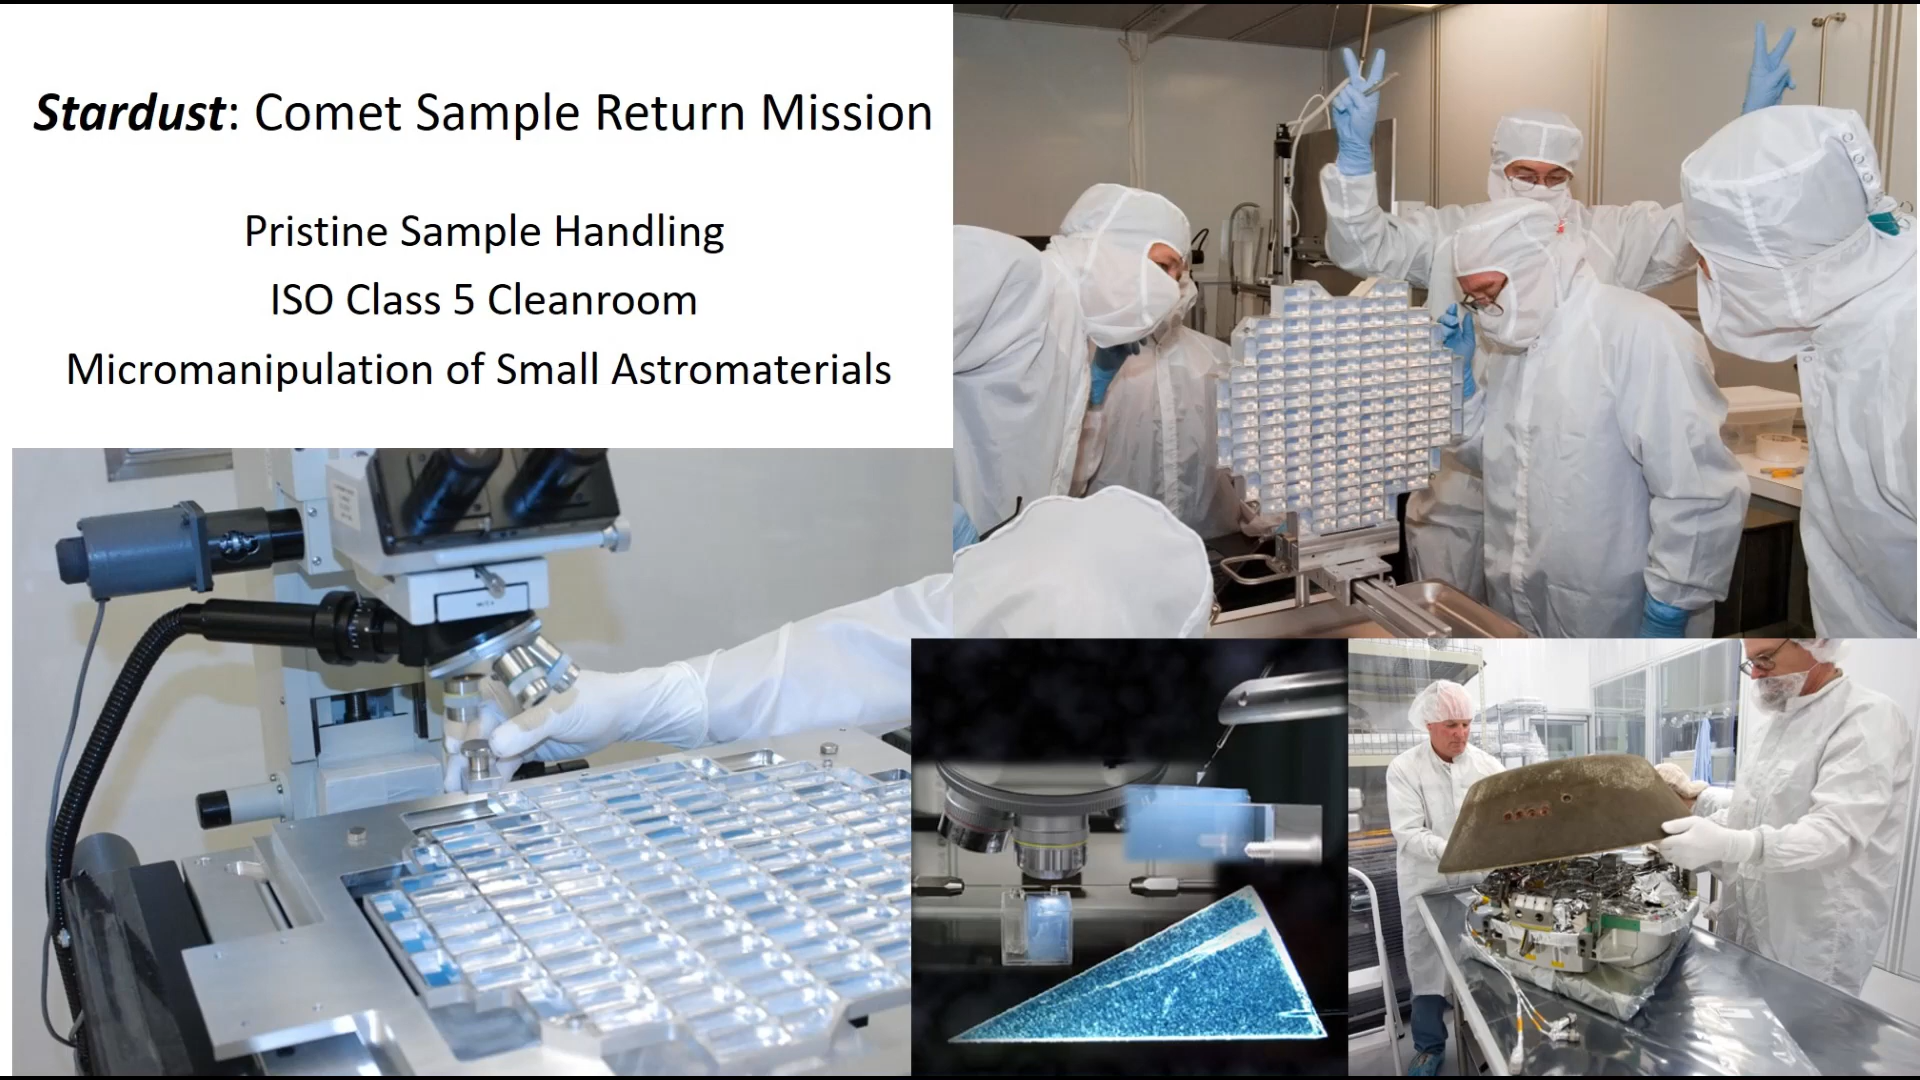 Stardust: Comet Sample Return Mission
Pristine Sample Handling
ISO Class 5 Cleanroom
Micromanipulation of Small Astromaterials